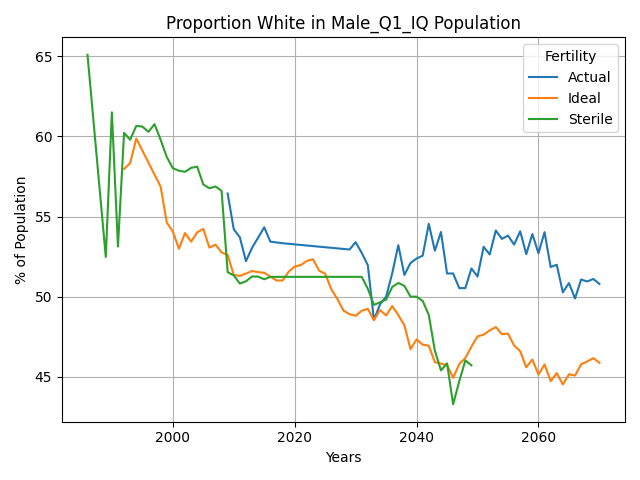 Proportion White in Male_Q1_IQ Population
% of Population
65
60
55
50
45
2000
2020
2040
2060
Years
Fertility
Actual
Ideal
Sterile